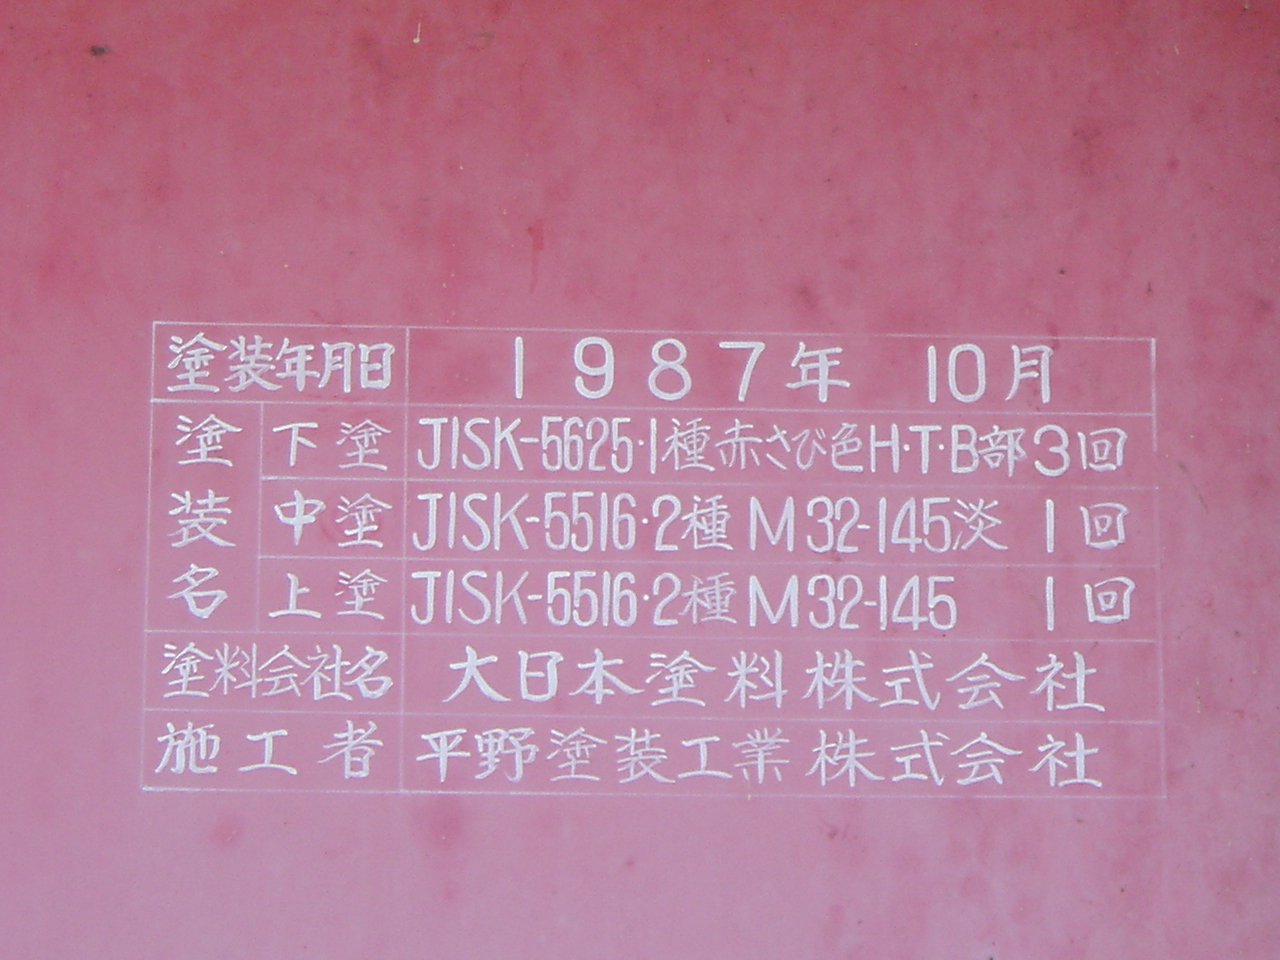 塗装年月日 1987年 10月
塗装名
下塗 JISK-5625・1種赤さび色H・T・B部3回
中塗 JISK-5516・2種 M32-145淡 1回
上塗 JISK-5516・2種 M32-145 1回
塗料会社名 大日本塗料株式会社
施工者 平野塗装工業株式会社